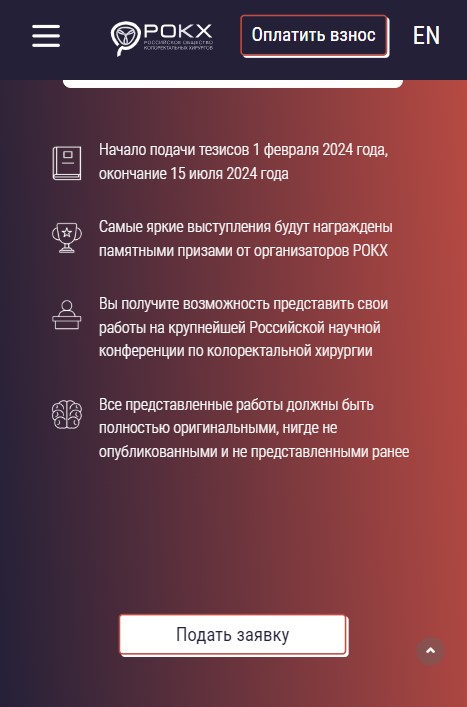 РОКХ
РОССИЙСКОЕ ОБЩЕСТВО
КОЛОРЕКТАЛЬНЫХ ХИРУРГОВ
Оплатить взнос
EN
Начало подачи тезисов 1 февраля 2024 года,
окончание 15 июля 2024 года
Самые яркие выступления будут награждены
памятными призами от организаторов РОКХ
Вы получите возможность представить свои
работы на крупнейшей Российской научной
конференции по колоректальной хирургии
Все представленные работы должны быть
полностью оригинальными, нигде не
опубликованными и не представленными ранее
Подать заявку